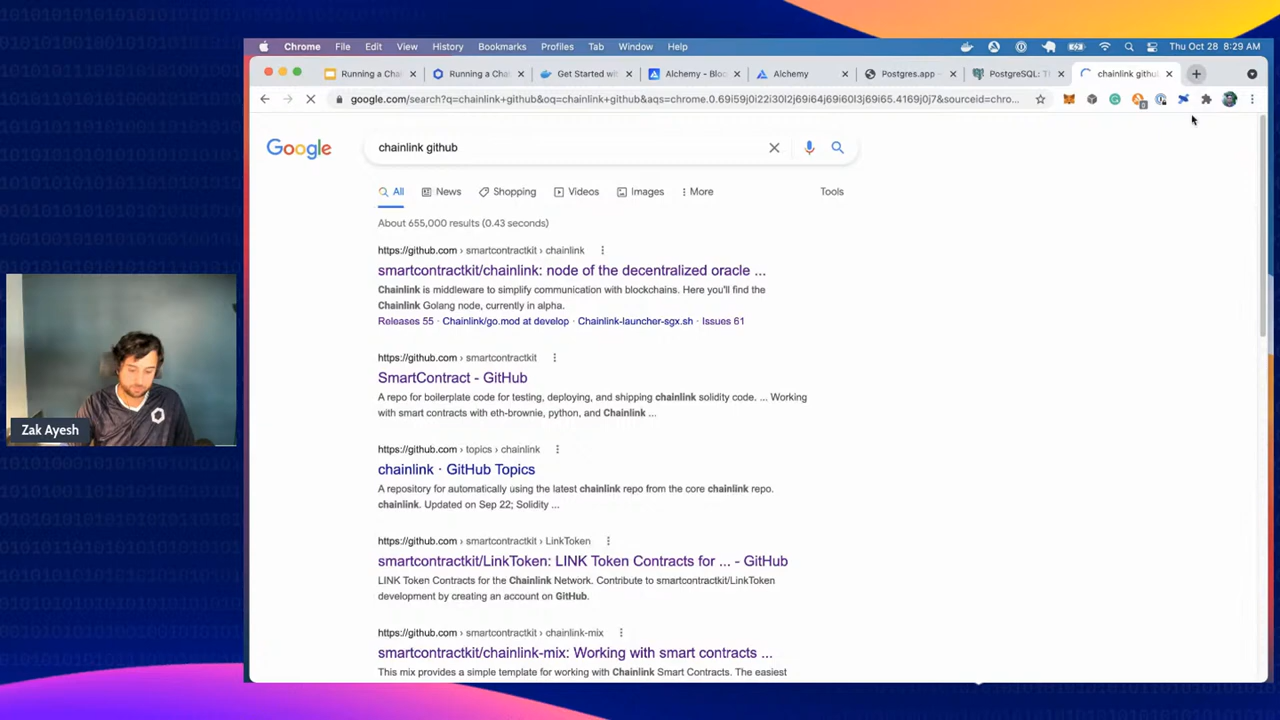 Chrome File Edit View History Bookmarks Profiles Tab Window Help Thu Oct 28 8:29 AM
Running a Cha Running a Cha Get Started wi Alchemy - Bloc Alchemy Postgres.app - PostgreSQL: Th chainlink githu
google.com/search?q=chainlink+github&oq=chainlink+github&aqs=chrome.0.69i59j0i22i30l2j69i64j69i60l3j69i65.4169j0j7&sourceid=chro...
Google
chainlink github
All News Shopping Videos Images More Tools
About 655,000 results (0.43 seconds)
https://github.com › smartcontractkit › chainlink
smartcontractkit/chainlink: node of the decentralized oracle ...
Chainlink is middleware to simplify communication with blockchains. Here you'll find the
Chainlink Golang node, currently in alpha.
Releases 55 · Chainlink/go.mod at develop · Chainlink-launcher-sgx.sh · Issues 61
https://github.com › smartcontractkit
SmartContract - GitHub
A repo for boilerplate code for testing, deploying, and shipping chainlink solidity code. ... Working
with smart contracts with eth-brownie, python, and Chainlink ...
https://github.com › topics › chainlink
chainlink · GitHub Topics
A repository for automatically using the latest chainlink repo from the core chainlink repo.
chainlink. Updated on Sep 22; Solidity ...
https://github.com › smartcontractkit › LinkToken
smartcontractkit/LinkToken: LINK Token Contracts for ... - GitHub
LINK Token Contracts for the Chainlink Network. Contribute to smartcontractkit/LinkToken
development by creating an account on GitHub.
https://github.com › smartcontractkit › chainlink-mix
smartcontractkit/chainlink-mix: Working with smart contracts ...
This mix provides a simple template for working with Chainlink Smart Contracts. The easiest
Zak Ayesh